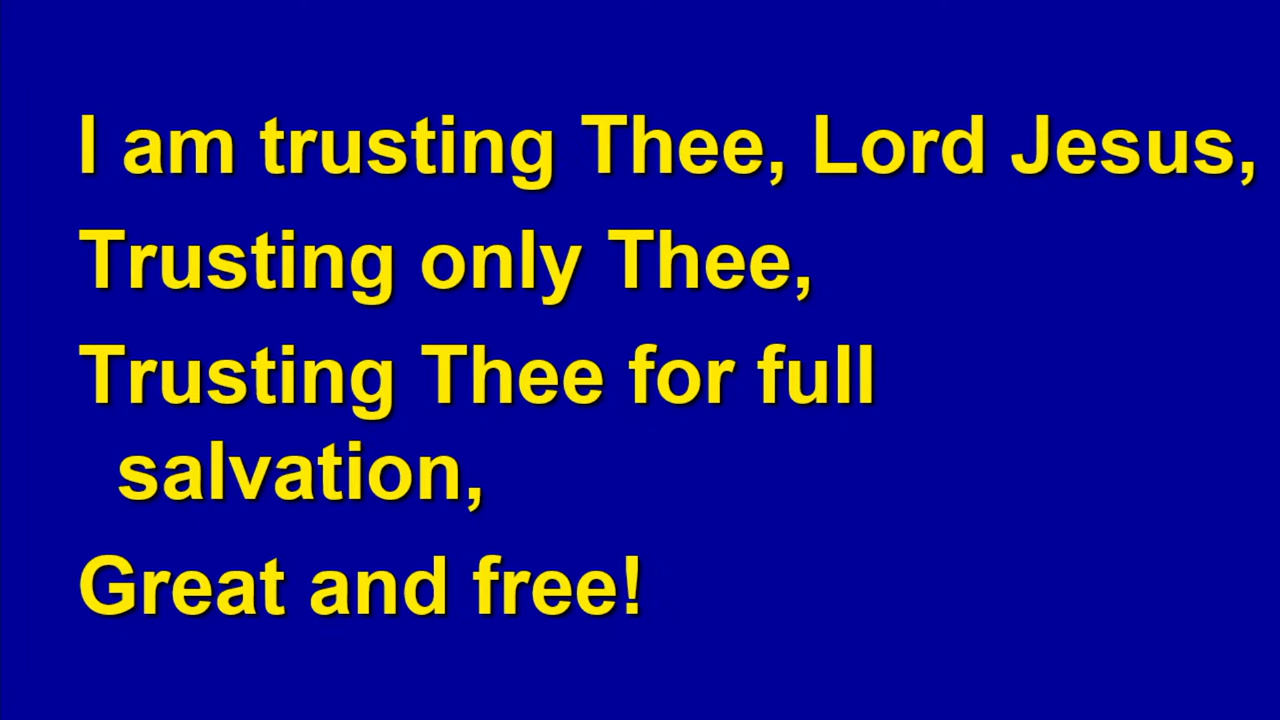 I am trusting Thee, Lord Jesus,
Trusting only Thee,
Trusting Thee for full
salvation,
Great and free!